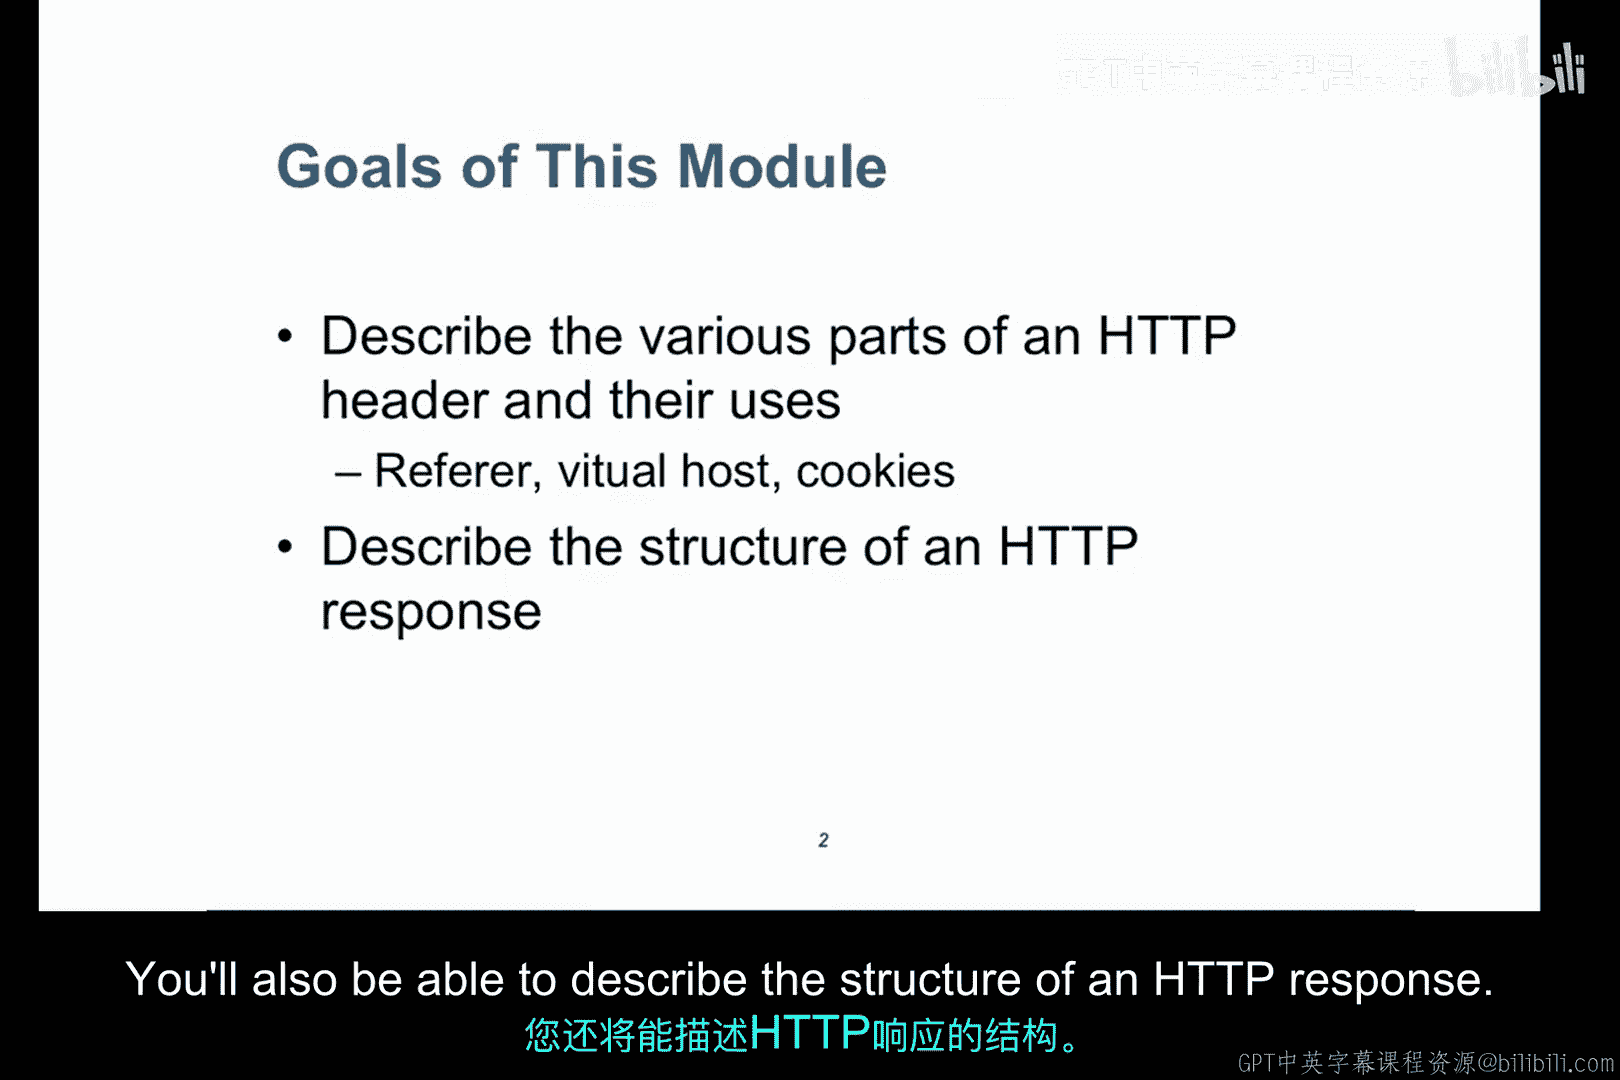 bilibili
Goals of This Module
• Describe the various parts of an HTTP
header and their uses
– Referer, vitual host, cookies
• Describe the structure of an HTTP
response
2
You'll also be able to describe the structure of an HTTP response.
您还将能描述HTTP响应的结构。
GPT中英字幕课程资源@bilibili.com